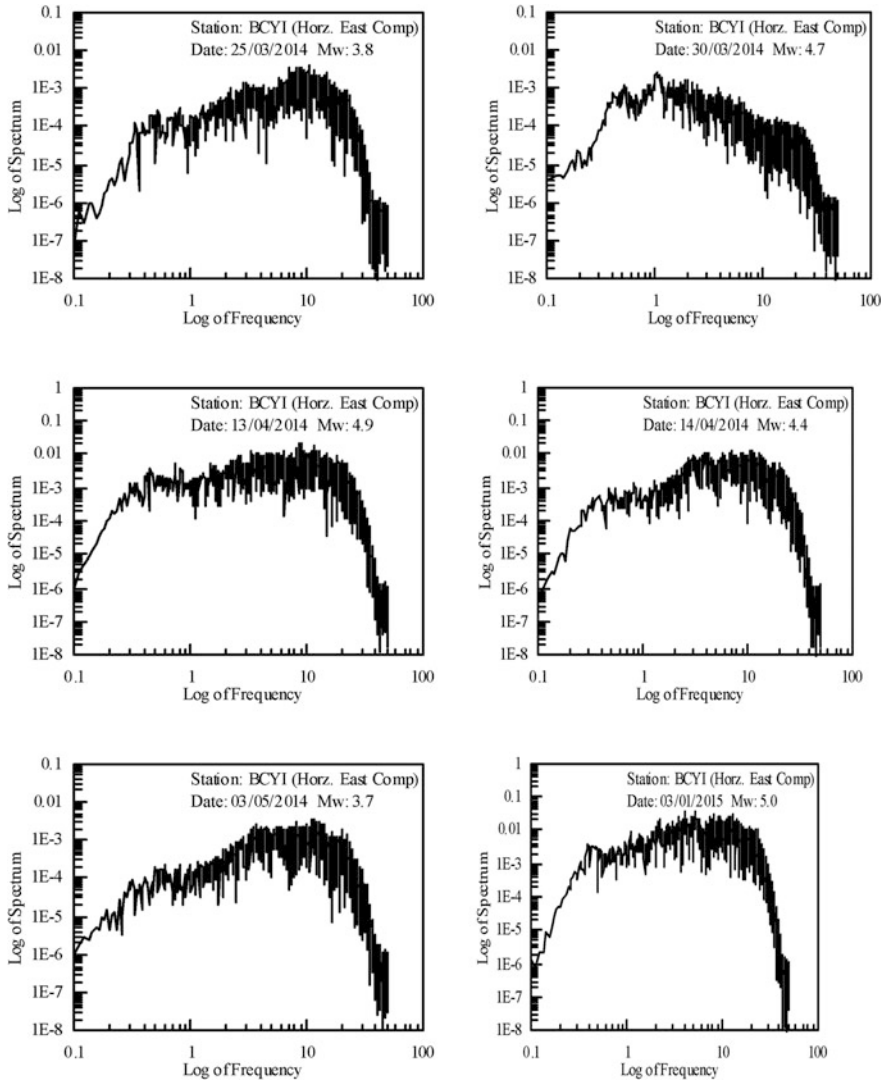 Station: BCYI (Horz. East Comp)
Date: 25/03/2014 Mw: 3.8
Log of Spectrum
0.1
0.01
1E-3
1E-4
1E-5
1E-6
1E-7
1E-8
0.1 1 10 100
Log of Frequency
Station: BCYI (Horz. East Comp)
Date: 30/03/2014 Mw: 4.7
Log of Spectrum
0.1
0.01
1E-3
1E-4
1E-5
1E-6
1E-7
1E-8
0.1 1 10 100
Log of Frequency
Station: BCYI (Horz. East Comp)
Date: 13/04/2014 Mw: 4.9
Log of Spectrum
1
0.1
0.01
1E-3
1E-4
1E-5
1E-6
1E-7
1E-8
0.1 1 10 100
Log of Frequency
Station: BCYI (Horz. East Comp)
Date: 14/04/2014 Mw: 4.4
Log of Spectrum
1
0.1
0.01
1E-3
1E-4
1E-5
1E-6
1E-7
1E-8
0.1 1 10 100
Log of Frequency
Station: BCYI (Horz. East Comp)
Date: 03/05/2014 Mw: 3.7
Log of Spectrum
0.1
0.01
1E-3
1E-4
1E-5
1E-6
1E-7
1E-8
0.1 1 10 100
Log of Frequency
Station: BCYI (Horz. East Comp)
Date: 03/01/2015 Mw: 5.0
Log of Spectrum
1
0.1
0.01
1E-3
1E-4
1E-5
1E-6
1E-7
1E-8
0.1 1 10 100
Log of Frequency